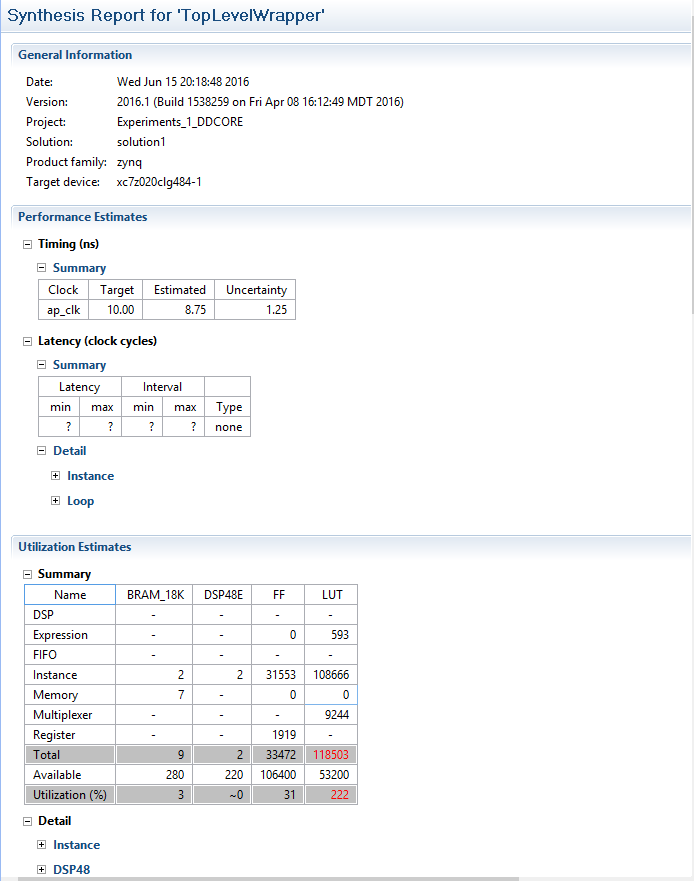 Synthesis Report for 'TopLevelWrapper'
General Information
Date: Wed Jun 15 20:18:48 2016
Version: 2016.1 (Build 1538259 on Fri Apr 08 16:12:49 MDT 2016)
Project: Experiments_1_DDCORE
Solution: solution1
Product family: zynq
Target device: xc7z020clg484-1
Performance Estimates
Timing (ns)
Summary
Clock Target Estimated Uncertainty
ap_clk 10.00 8.75 1.25
Latency (clock cycles)
Summary
Latency Interval
min max min max Type
? ? ? ? none
Detail
Instance
Loop
Utilization Estimates
Summary
Name BRAM_18K DSP48E FF LUT
DSP - - - -
Expression - - 0 593
FIFO - - - -
Instance 2 2 31553 108666
Memory 7 - 0 0
Multiplexer - - - 9244
Register - - 1919 -
Total 9 2 33472 118503
Available 280 220 106400 53200
Utilization (%) 3 ~0 31 222
Detail
Instance
DSP48